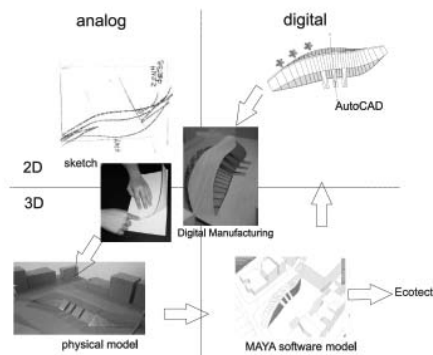 analog
digital
AutoCAD
2D
sketch
3D
Digital Manufacturing
Ecotect
physical model
MAYA software model